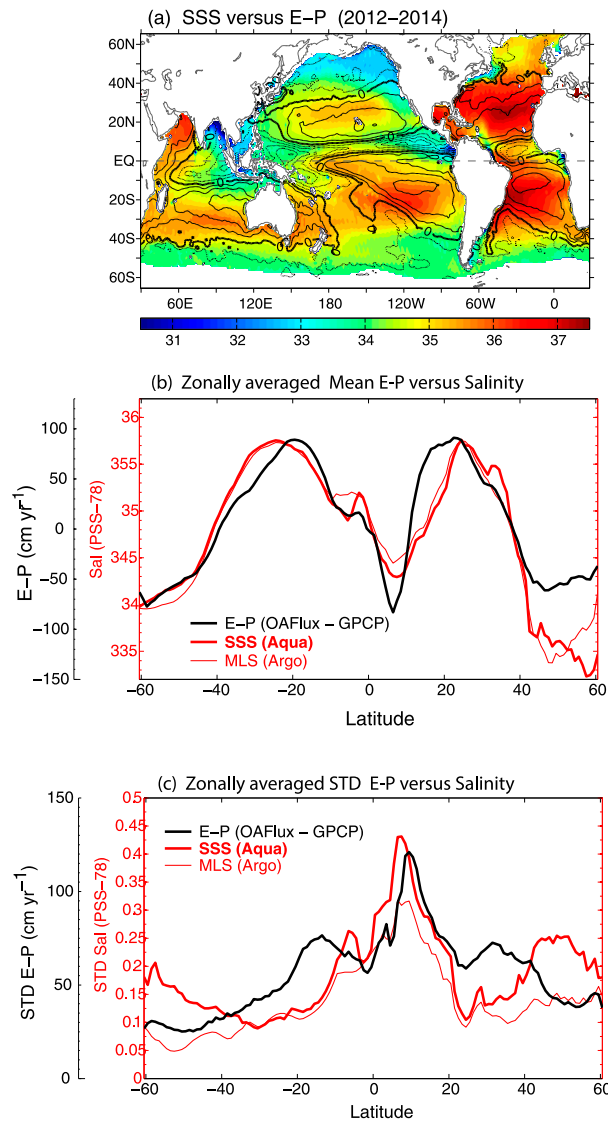 (a) SSS versus E−P (2012−2014)
60N
40N
20N
EQ
20S
40S
60S
60E 120E 180 120W 60W 0
31 32 33 34 35 36 37
(b) Zonally averaged Mean E-P versus Salinity
100
50
0
−50
−100
−150
E−P (cm yr⁻¹)
36
355
35
345
34
335
Sal (PSS−78)
E−P (OAFlux − GPCP)
SSS (Aqua)
MLS (Argo)
−60 −40 −20 0 20 40 60
Latitude
(c) Zonally averaged STD E-P versus Salinity
150
100
50
0
STD E−P (cm yr⁻¹)
0.5
0.45
0.4
0.35
0.3
0.25
0.2
0.15
0.1
0.05
0
STD Sal (PSS−78)
E−P (OAFlux − GPCP)
SSS (Aqua)
MLS (Argo)
−60 −40 −20 0 20 40 60
Latitude